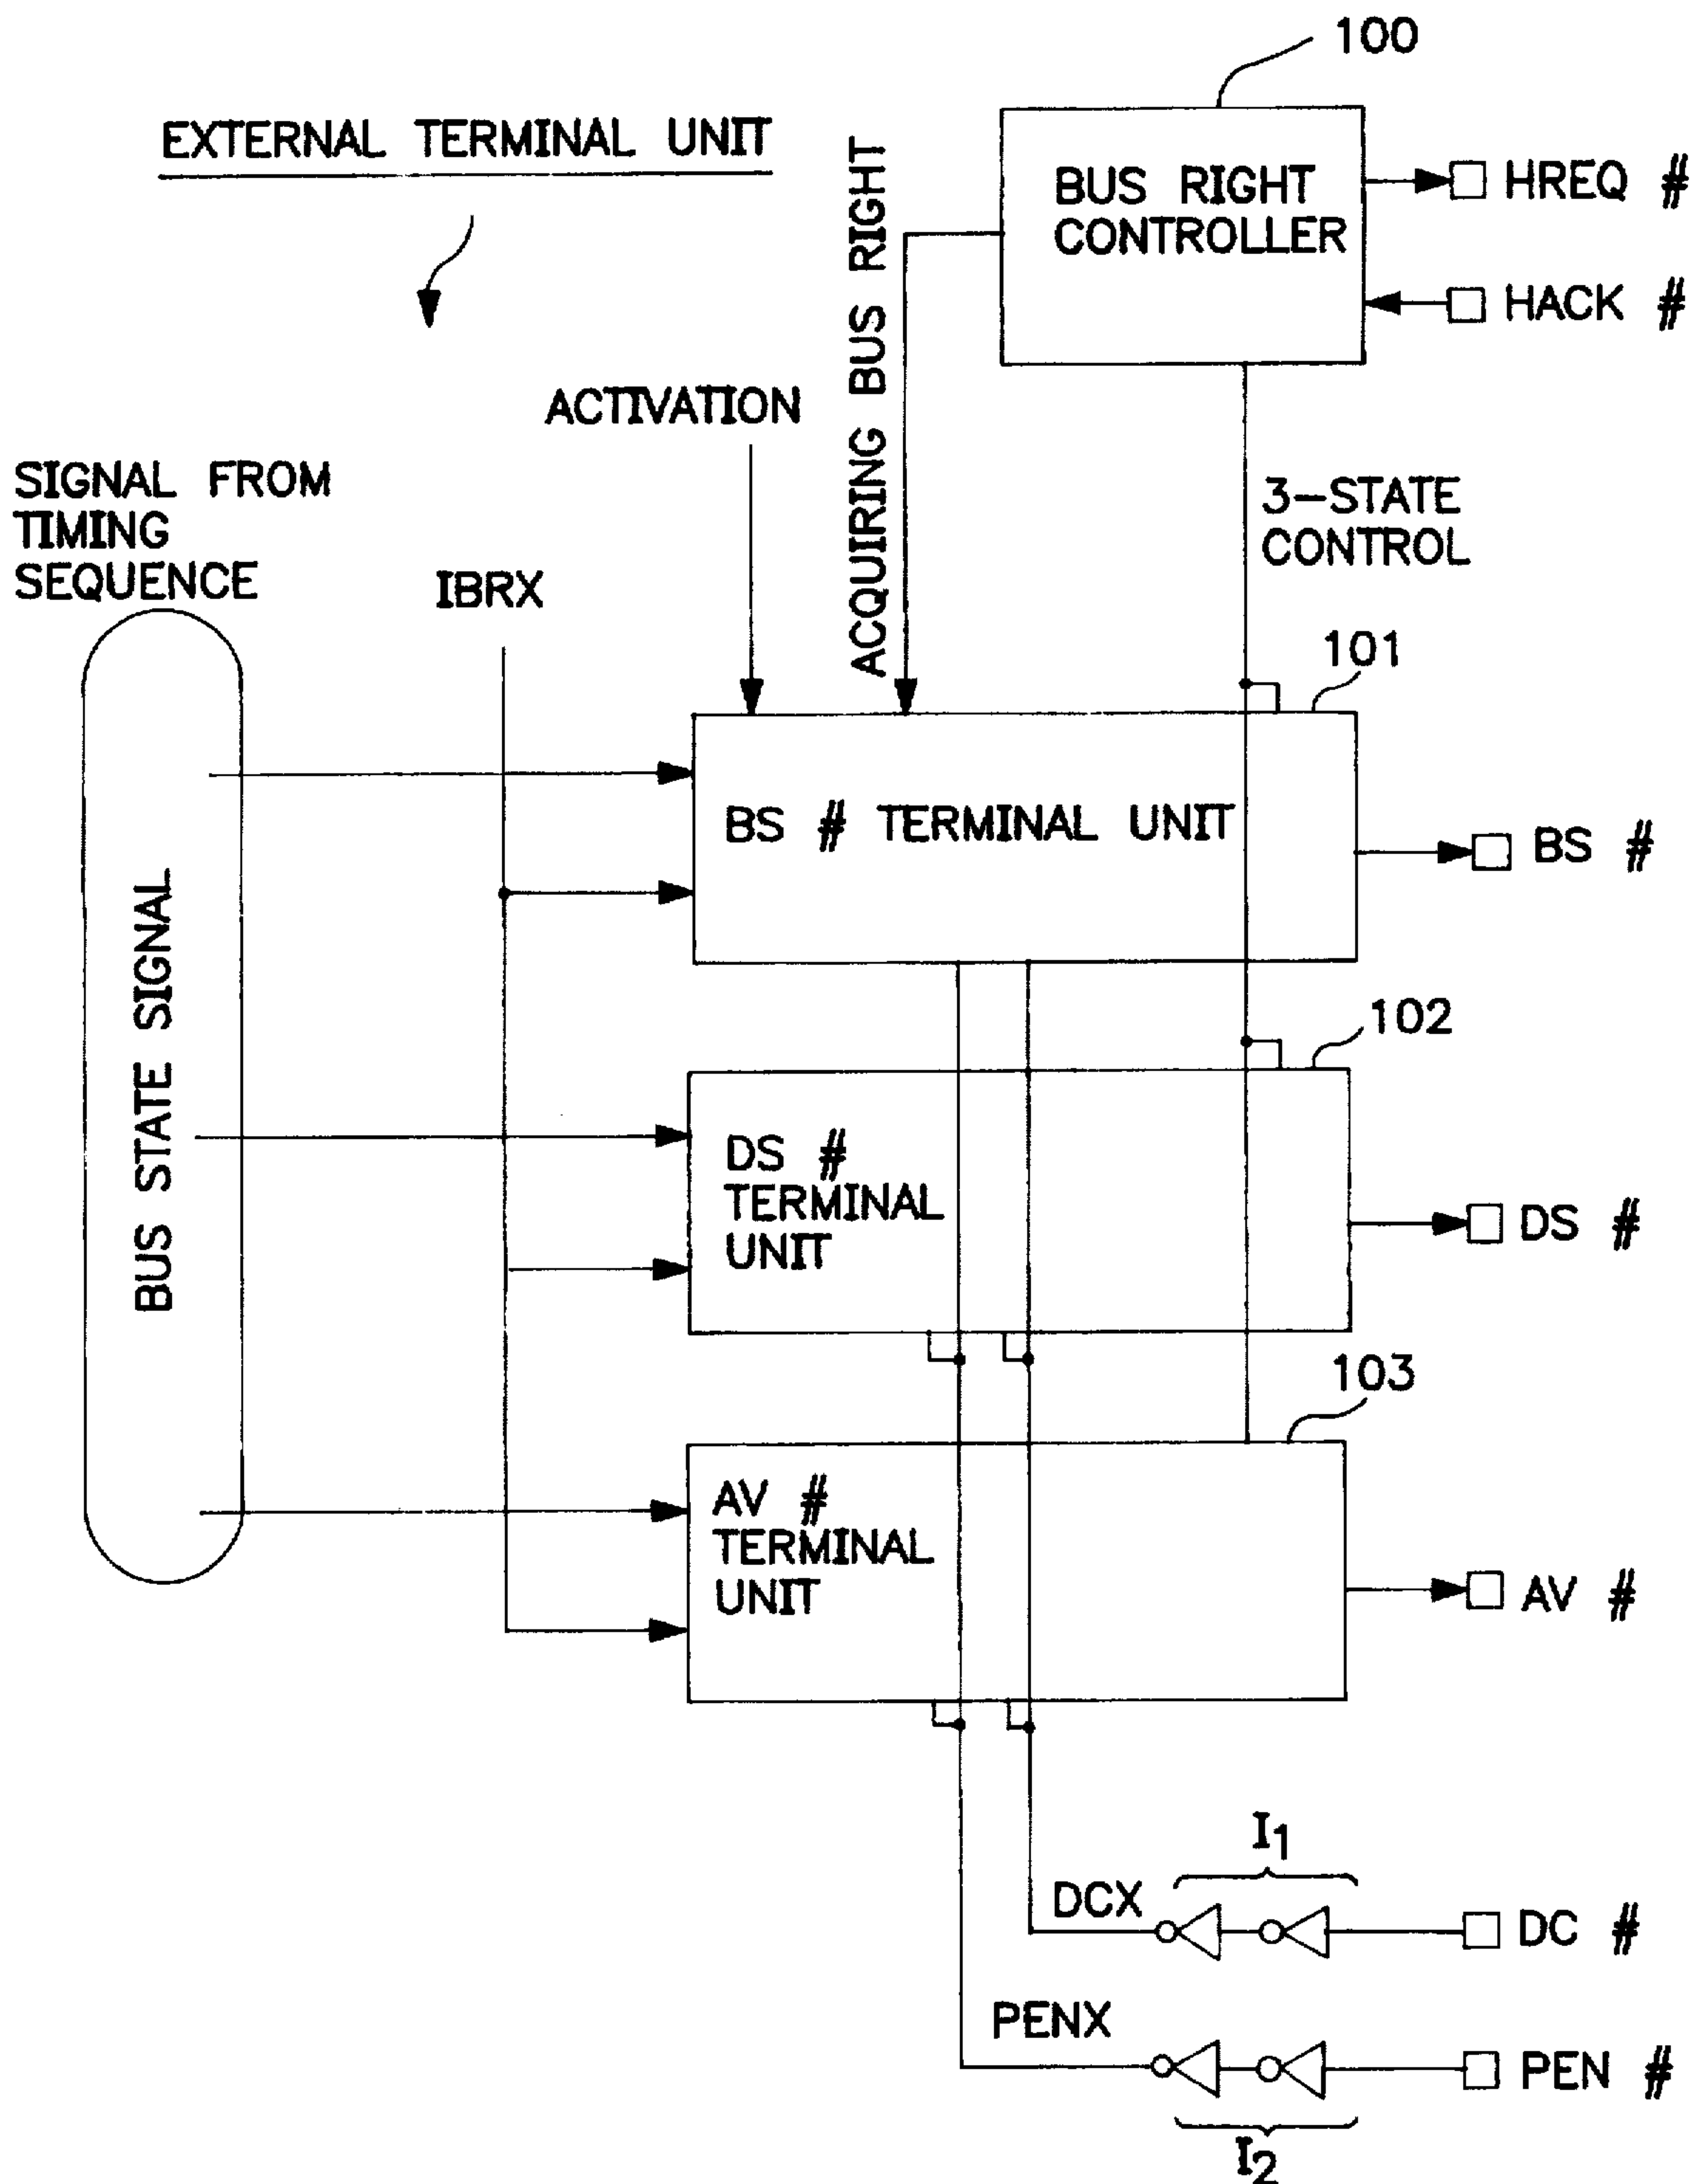 100
EXTERNAL TERMINAL UNIT
BUS RIGHT
CONTROLLER
HREQ #
HACK #
ACQUIRING BUS RIGHT
ACTIVATION
SIGNAL FROM
TIMING
SEQUENCE
3-STATE
CONTROL
IBRX
101
BS # TERMINAL UNIT
BS #
BUS STATE SIGNAL
102
DS #
TERMINAL
UNIT
DS #
103
AV #
TERMINAL
UNIT
AV #
I1
DCX
DC #
PENX
PEN #
I2